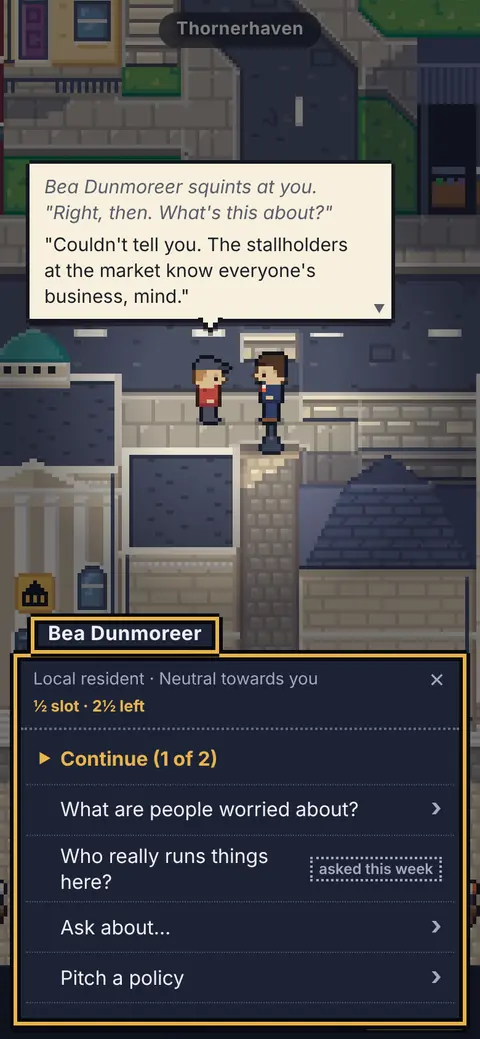 Thornerhaven
Bea Dunmoreer squints at you.
"Right, then. What's this about?"
"Couldn't tell you. The stallholders
at the market know everyone's
business, mind."
Bea Dunmoreer
Local resident · Neutral towards you
½ slot · 2½ left
Continue (1 of 2)
What are people worried about?
Who really runs things
here?
asked this week
Ask about...
Pitch a policy